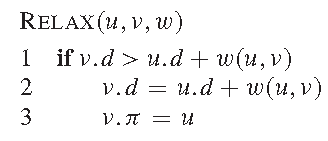 RELAX(u, v, w)
1 if v.d > u.d + w(u, v)
2 v.d = u.d + w(u, v)
3 v.π = u